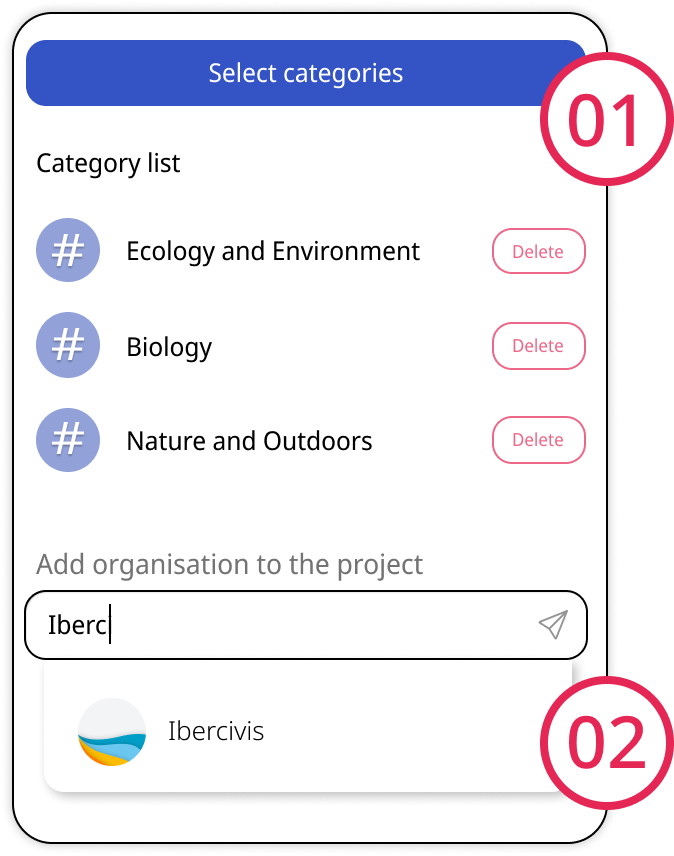 Select categories
01
Category list
# Ecology and Environment Delete
# Biology Delete
# Nature and Outdoors Delete
Add organisation to the project
Iberc
Ibercivis
02